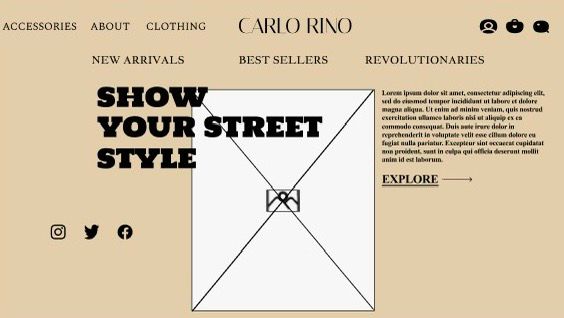 ACCESSORIES ABOUT CLOTHING CARLO RINO
NEW ARRIVALS BEST SELLERS REVOLUTIONARIES
SHOW
YOUR STREET
STYLE
Lorem ipsum dolor sit amet, consectetur adipiscing elit,
sed do eiusmod tempor incididunt ut labore et dolore
magna aliqua. Ut enim ad minim veniam, quis nostrud
exercitation ullamco laboris nisi ut aliquip ex ea
commodo consequat. Duis aute irure dolor in
reprehenderit in voluptate velit esse cillum dolore eu
fugiat nulla pariatur. Excepteur sint occaecat cupidatat
non proident, sunt in culpa qui officia deserunt mollit
anim id est laborum.
EXPLORE